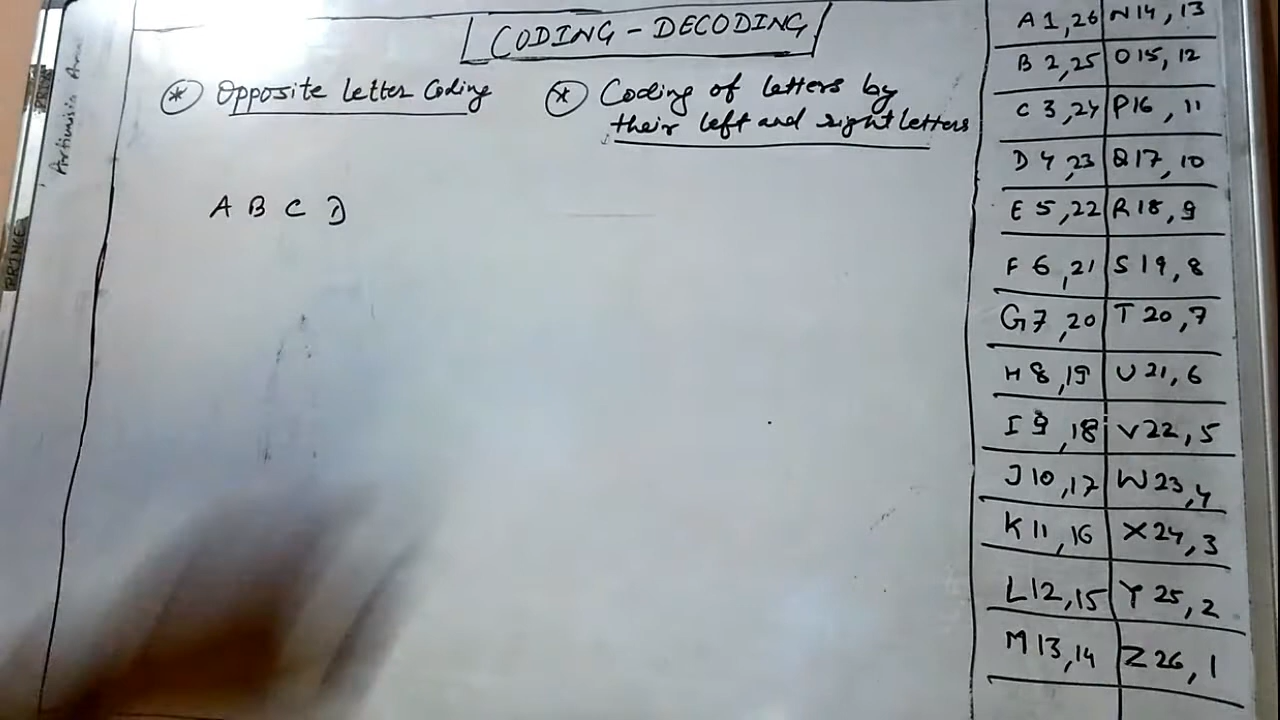 CODING - DECODING
* Opposite Letter Coding
* Coding of letters by
their left and right letters
A B C D
A 1, 26 N 14, 13
B 2, 25 O 15, 12
C 3, 24 P 16, 11
D 4, 23 Q 17, 10
E 5, 22 R 18, 9
F 6, 21 S 19, 8
G 7, 20 T 20, 7
H 8, 19 U 21, 6
I 9, 18 V 22, 5
J 10, 17 W 23, 4
K 11, 16 X 24, 3
L 12, 15 Y 25, 2
M 13, 14 Z 26, 1
PRINCE